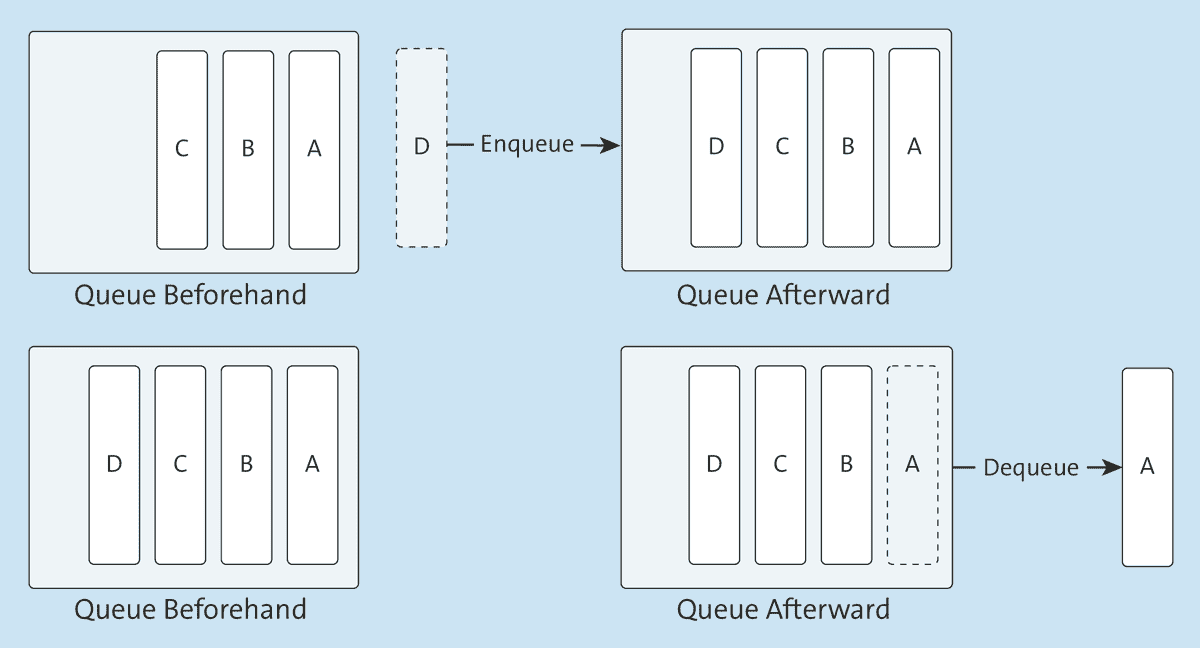 C B A
D
Enqueue
D C B A
Queue Beforehand
Queue Afterward
D C B A
D C B A
Dequeue
A
Queue Beforehand
Queue Afterward